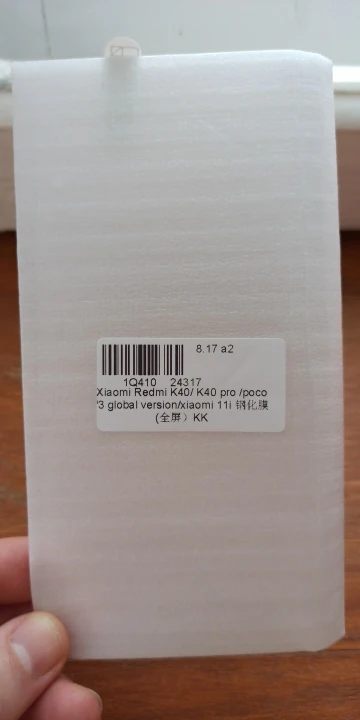 8.17 a2
1Q410 24317
Xiaomi Redmi K40/ K40 pro /poco
'3 global version/xiaomi 11i 钢化膜
(全屏）KK